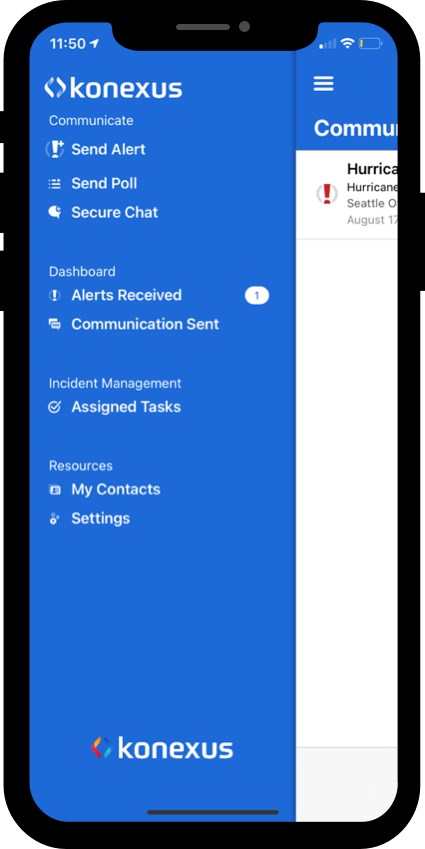 11:50
konexus
Communicate
Send Alert
Send Poll
Secure Chat
Dashboard
Alerts Received 1
Communication Sent
Incident Management
Assigned Tasks
Resources
My Contacts
Settings
konexus
Commu
Hurrica
Hurricane
Seattle O
August 17